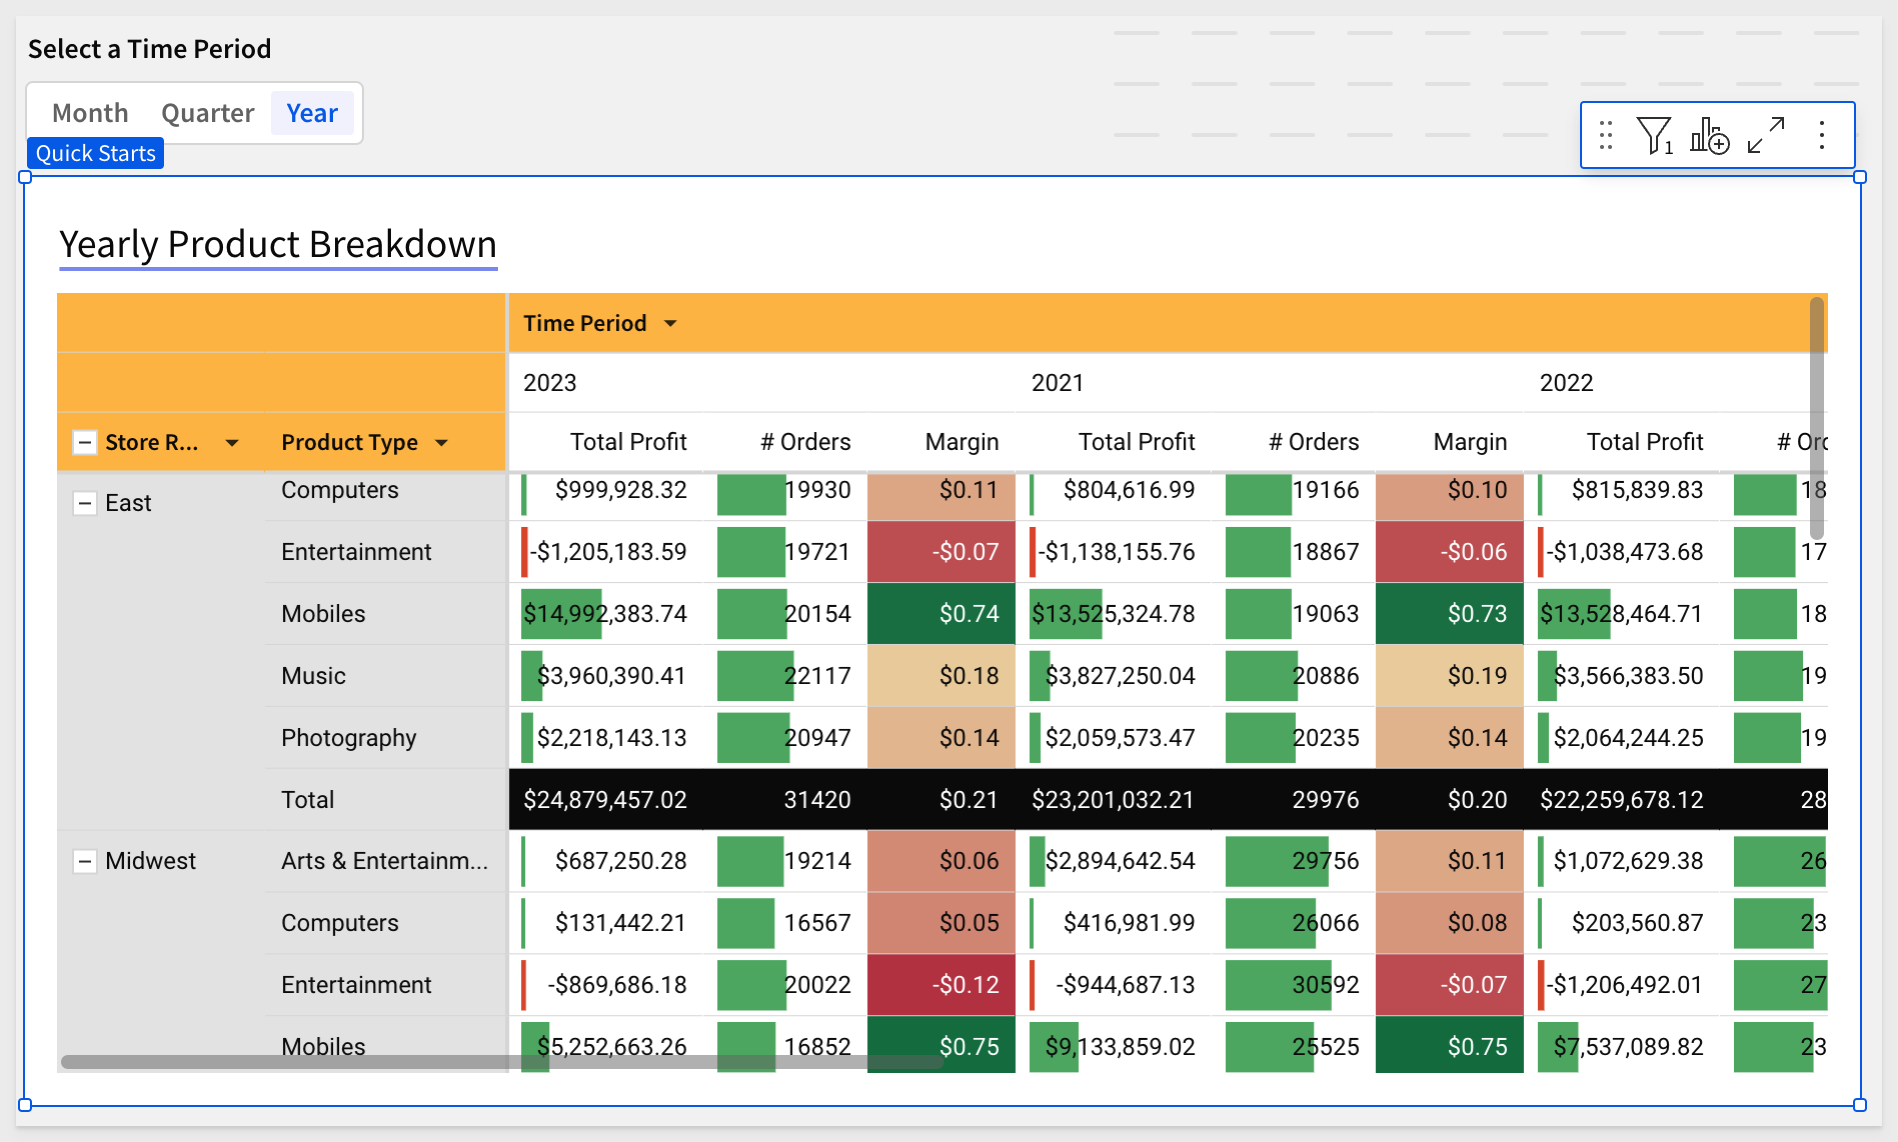 Select a Time Period
Month Quarter Year
Quick Starts
1
Yearly Product Breakdown
Time Period
2023 2021 2022
Store R... Product Type Total Profit # Orders Margin Total Profit # Orders Margin Total Profit # Ord
East Computers $999,928.32 19930 $0.11 $804,616.99 19166 $0.10 $815,839.83 18
Entertainment -$1,205,183.59 19721 -$0.07 -$1,138,155.76 18867 -$0.06 -$1,038,473.68 17
Mobiles $14,992,383.74 20154 $0.74 $13,525,324.78 19063 $0.73 $13,528,464.71 18
Music $3,960,390.41 22117 $0.18 $3,827,250.04 20886 $0.19 $3,566,383.50 19
Photography $2,218,143.13 20947 $0.14 $2,059,573.47 20235 $0.14 $2,064,244.25 19
Total $24,879,457.02 31420 $0.21 $23,201,032.21 29976 $0.20 $22,259,678.12 28
Midwest Arts & Entertainm... $687,250.28 19214 $0.06 $2,894,642.54 29756 $0.11 $1,072,629.38 26
Computers $131,442.21 16567 $0.05 $416,981.99 26066 $0.08 $203,560.87 23
Entertainment -$869,686.18 20022 -$0.12 -$944,687.13 30592 -$0.07 -$1,206,492.01 27
Mobiles $5,252,663.26 16852 $0.75 $9,133,859.02 25525 $0.75 $7,537,089.82 23